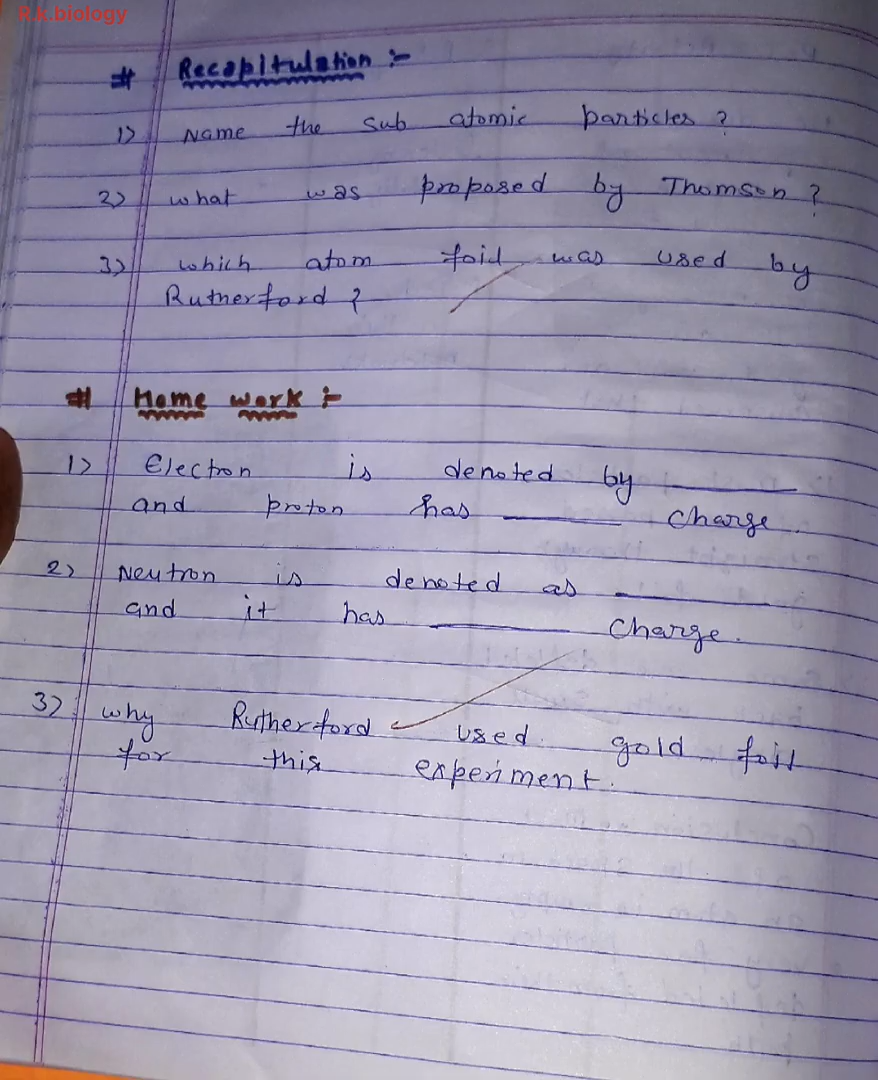 R.k.biology
# Recapitulation :-
1) Name the sub atomic particles ?
2) what was proposed by Thomson ?
3) which atom foil was used by
Rutherford ?
# Home work :-
1) Electron is denoted by ______
and proton has ______ charge.
2) Neutron is denoted as ______
and it has ______ charge.
3) why Rutherford used gold foil
for this experiment.